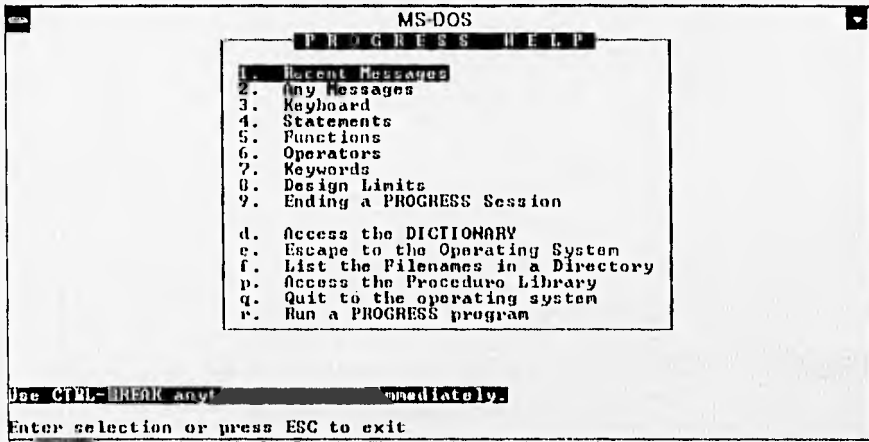 MS-DOS
PROGRESS HELP
1. Recent Messages
2. Any Messages
3. Keyboard
4. Statements
5. Functions
6. Operators
7. Keywords
8. Design Limits
9. Ending a PROGRESS Session
d. Access the DICTIONARY
e. Escape to the Operating System
f. List the Filenames in a Directory
p. Access the Procedure Library
q. Quit to the operating system
r. Run a PROGRESS program
Use CTRL-BREAK
Enter selection or press ESC to exit